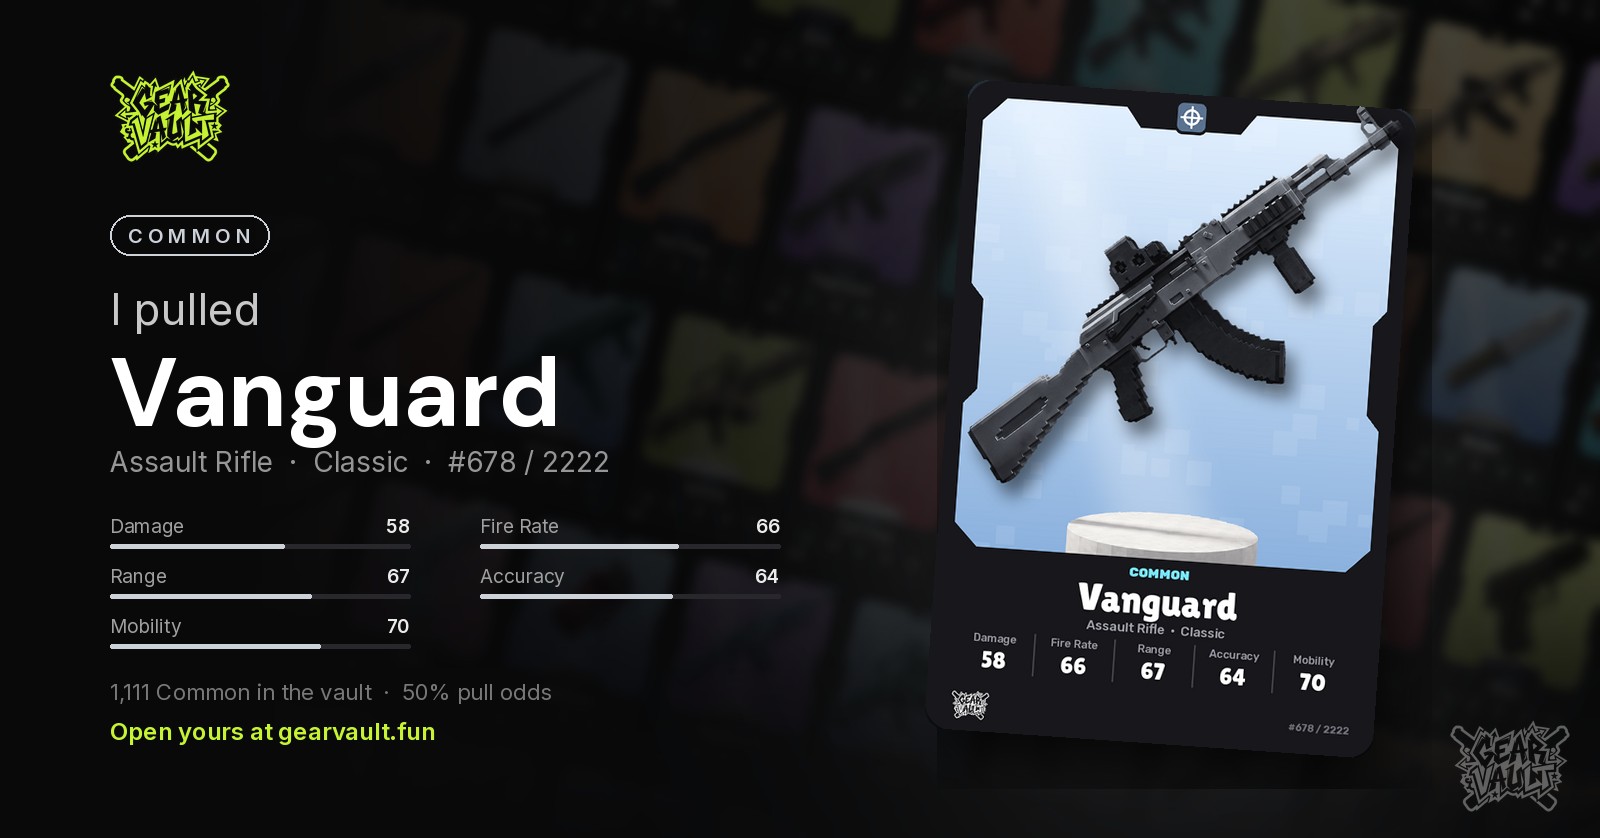 GEAR
VAULT
COMMON
I pulled
Vanguard
Assault Rifle · Classic · #678 / 2222
Damage 58
Fire Rate 66
Range 67
Accuracy 64
Mobility 70
1,111 Common in the vault · 50% pull odds
Open yours at gearvault.fun
COMMON
Vanguard
Assault Rifle • Classic
Damage Fire Rate Range Accuracy Mobility
58 66 67 64 70
GEAR
VAULT
#678 / 2222
GEAR
VAULT